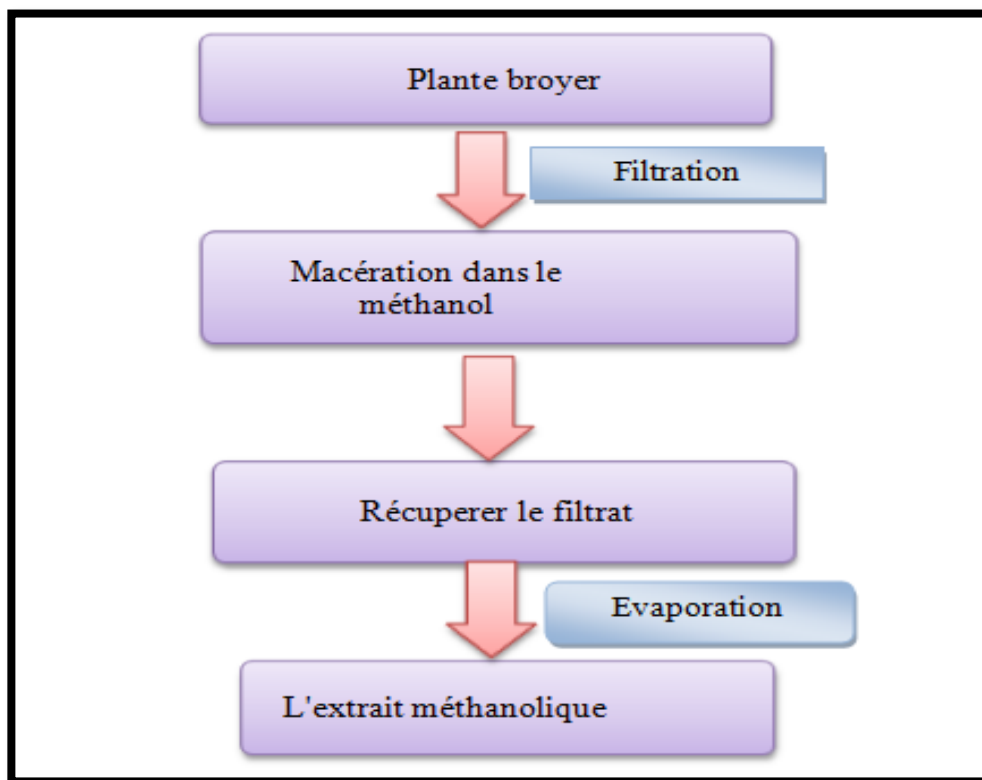 Plante broyer
Filtration
Macération dans le
méthanol
Récuperer le filtrat
Evaporation
L'extrait méthanolique